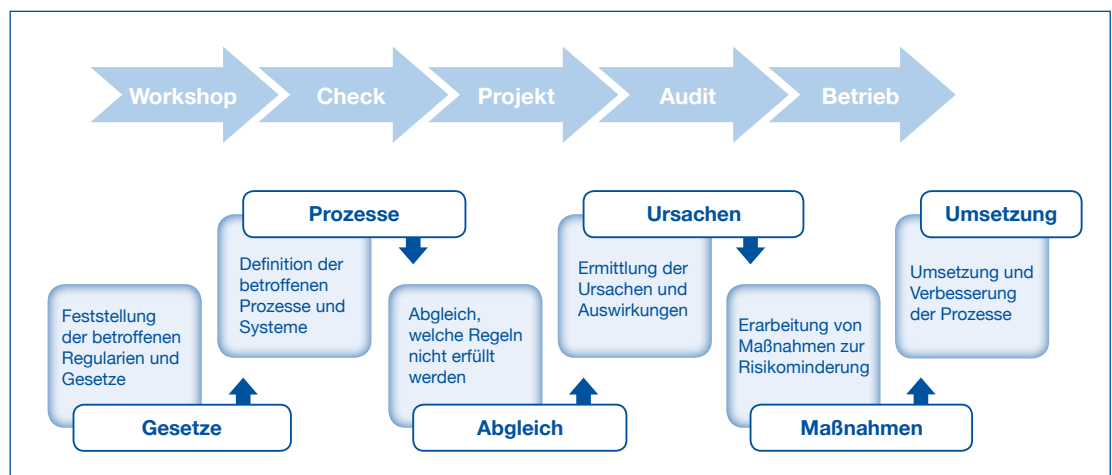 Workshop
Check
Projekt
Audit
Betrieb
Gesetze
Feststellung
der betroffenen
Regularien und
Gesetze
Prozesse
Definition der
betroffenen
Prozesse und
Systeme
Abgleich
Abgleich,
welche Regeln
nicht erfüllt
werden
Ursachen
Ermittlung der
Ursachen und
Auswirkungen
Maßnahmen
Erarbeitung von
Maßnahmen zur
Risikominderung
Umsetzung
Umsetzung und
Verbesserung
der Prozesse